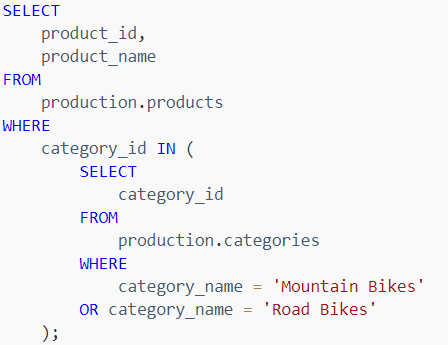 SELECT
    product_id,
    product_name
FROM
    production.products
WHERE
    category_id IN (
        SELECT
            category_id
        FROM
            production.categories
        WHERE
            category_name = 'Mountain Bikes'
        OR category_name = 'Road Bikes'
    );